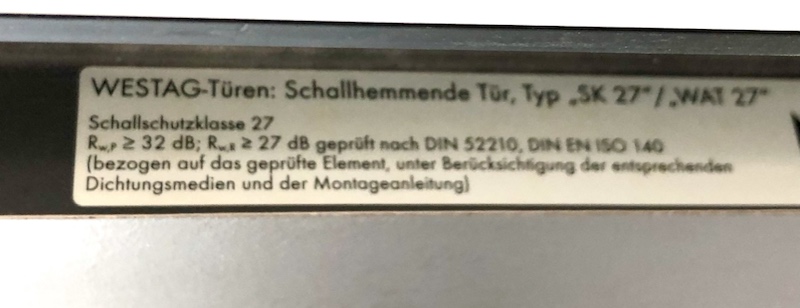 WESTAG-Türen: Schallhemmende Tür, Typ „SK 27“/„WAT 27“
Schallschutzklasse 27
Rw,P ≥ 32 dB; Rw,R ≥ 27 dB geprüft nach DIN 52210, DIN EN ISO 140
(bezogen auf das geprüfte Element, unter Berücksichtigung der entsprechenden
Dichtungsmedien und der Montageanleitung)